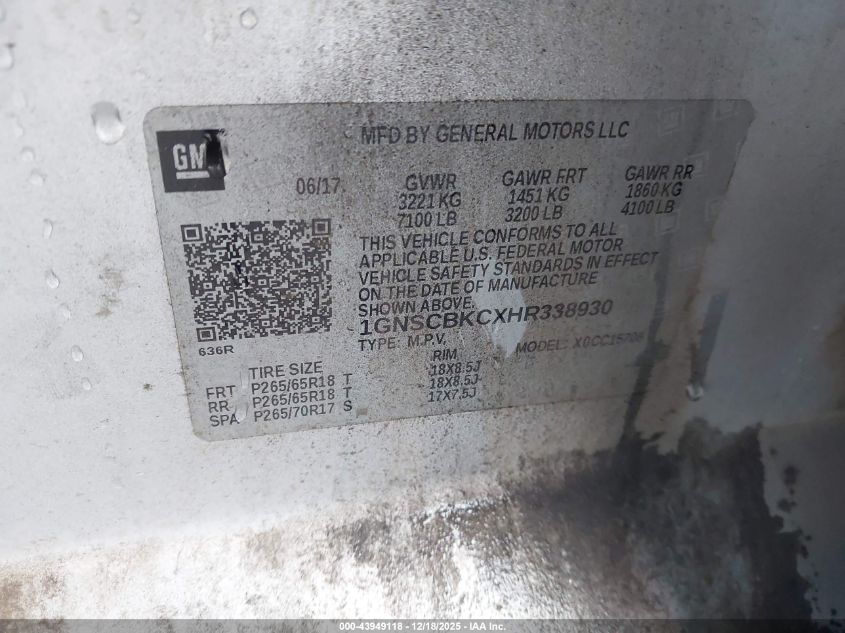 GM
MFD BY GENERAL MOTORS LLC
06/17
GVWR GAWR FRT GAWR RR
3221 KG 1451 KG 1860 KG
7100 LB 3200 LB 4100 LB
THIS VEHICLE CONFORMS TO ALL
APPLICABLE U.S. FEDERAL MOTOR
VEHICLE SAFETY STANDARDS IN EFFECT
ON THE DATE OF MANUFACTURE
SHOWN ABOVE.
1GNSCBKCXHR338930
TYPE: M.P.V. MODEL:
636R
TIRE SIZE RIM
FRT P265/65R18 T 18X8.5J
RR P265/65R18 T 18X8.5J
SPA P265/70R17 S 17X7.5J
000-43949118 - 12/18/2025 - IAA Inc.